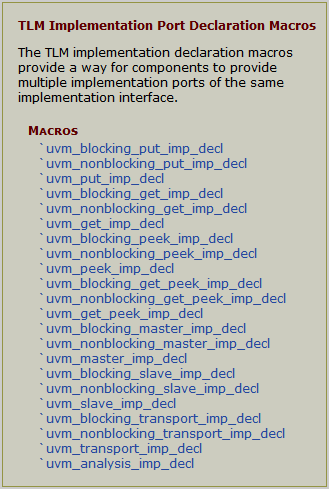 TLM Implementation Port Declaration Macros
The TLM implementation declaration macros
provide a way for components to provide
multiple implementation ports of the same
implementation interface.
Macros
`uvm_blocking_put_imp_decl
`uvm_nonblocking_put_imp_decl
`uvm_put_imp_decl
`uvm_blocking_get_imp_decl
`uvm_nonblocking_get_imp_decl
`uvm_get_imp_decl
`uvm_blocking_peek_imp_decl
`uvm_nonblocking_peek_imp_decl
`uvm_peek_imp_decl
`uvm_blocking_get_peek_imp_decl
`uvm_nonblocking_get_peek_imp_decl
`uvm_get_peek_imp_decl
`uvm_blocking_master_imp_decl
`uvm_nonblocking_master_imp_decl
`uvm_master_imp_decl
`uvm_blocking_slave_imp_decl
`uvm_nonblocking_slave_imp_decl
`uvm_slave_imp_decl
`uvm_blocking_transport_imp_decl
`uvm_nonblocking_transport_imp_decl
`uvm_transport_imp_decl
`uvm_analysis_imp_decl